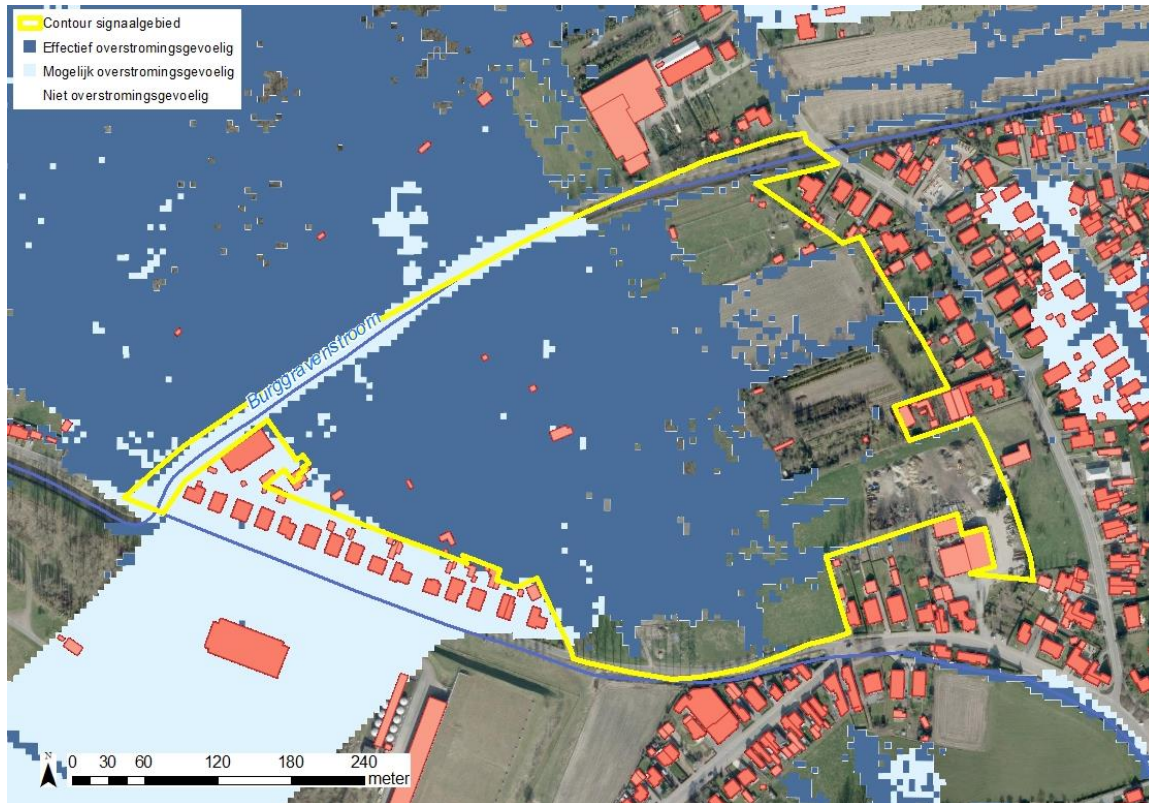 Contour signaalgebied
Effectief overstromingsgevoelig
Mogelijk overstromingsgevoelig
Niet overstromingsgevoelig
Burggravenstroom
N
0 30 60 120 180 240
meter